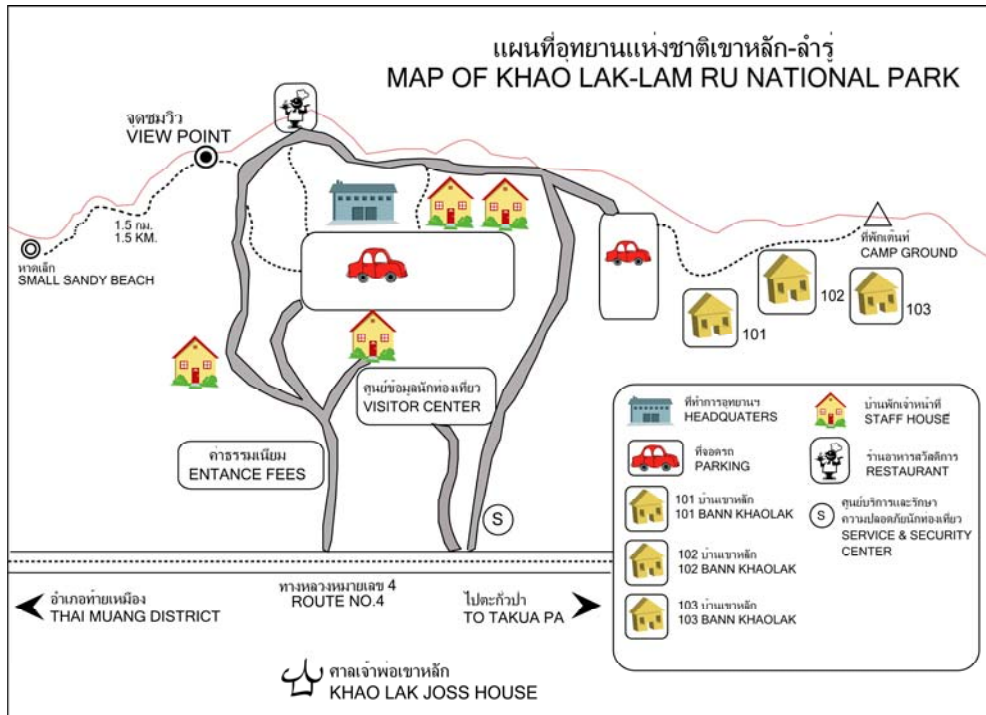 แผนที่อุทยานแห่งชาติเขาหลัก-ลำรู่
MAP OF KHAO LAK-LAM RU NATIONAL PARK
จุดชมวิว
VIEW POINT
1.5 กม.
1.5 KM.
หาดเล็ก
SMALL SANDY BEACH
ที่พักเต็นท์
CAMP GROUND
101
102
103
ศูนย์ข้อมูลนักท่องเที่ยว
VISITOR CENTER
ค่าธรรมเนียม
ENTANCE FEES
S
ที่ทำการอุทยานฯ
HEADQUATERS
บ้านพักเจ้าหน้าที่
STAFF HOUSE
ที่จอดรถ
PARKING
ร้านอาหารสวัสดิการ
RESTAURANT
101 บ้านเขาหลัก
101 BANN KHAOLAK
S
ศูนย์บริการและรักษา
ความปลอดภัยนักท่องเที่ยว
SERVICE & SECURITY
CENTER
102 บ้านเขาหลัก
102 BANN KHAOLAK
103 บ้านเขาหลัก
103 BANN KHAOLAK
อำเภอท้ายเหมือง
THAI MUANG DISTRICT
ทางหลวงหมายเลข 4
ROUTE NO.4
ไปตะกั่วป่า
TO TAKUA PA
ศาลเจ้าพ่อเขาหลัก
KHAO LAK JOSS HOUSE